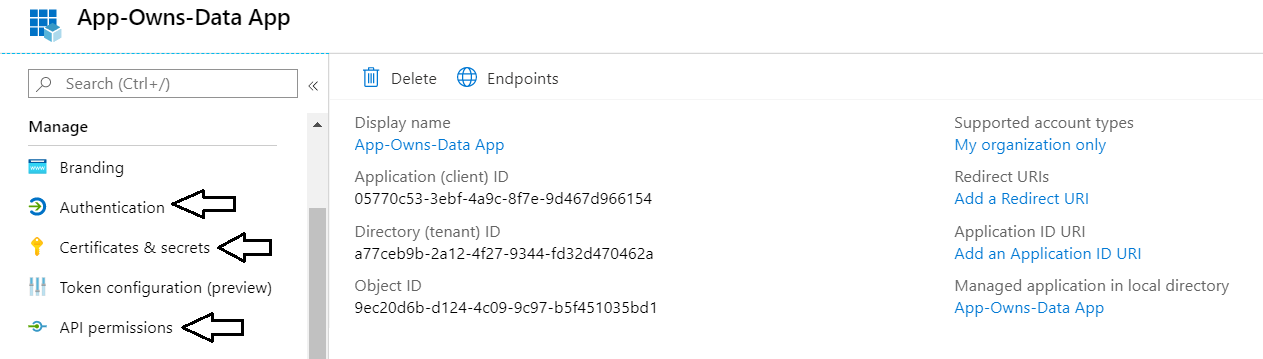 App-Owns-Data App
Search (Ctrl+/)
«
Manage
Branding
Authentication
Certificates & secrets
Token configuration (preview)
API permissions
Delete
Endpoints
Display name
App-Owns-Data App
Application (client) ID
05770c53-3ebf-4a9c-8f7e-9d467d966154
Directory (tenant) ID
a77ceb9b-2a12-4f27-9344-fd32d470462a
Object ID
9ec20d6b-d124-4c09-9c97-b5f451035bd1
Supported account types
My organization only
Redirect URIs
Add a Redirect URI
Application ID URI
Add an Application ID URI
Managed application in local directory
App-Owns-Data App